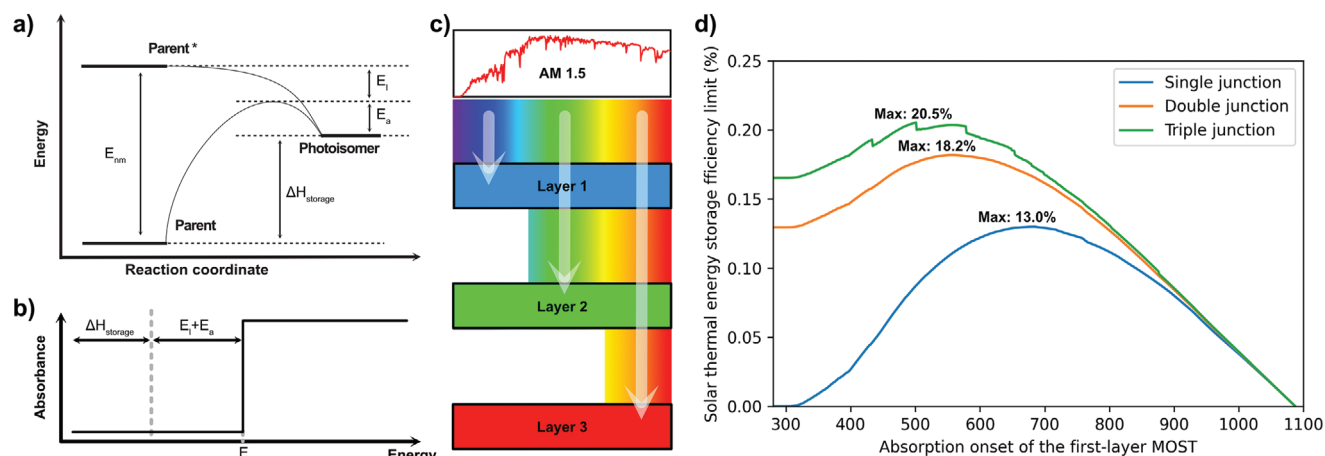 a)
Energy
Parent *
E_l
E_a
E_nm
Photoisomer
ΔH_storage
Parent
Reaction coordinate
b)
ΔH_storage
E_l+E_a
Absorbance
E
Energy
c)
AM 1.5
Layer 1
Layer 2
Layer 3
d)
Solar thermal energy storage fficiency limit (%)
0.25
0.20
0.15
0.10
0.05
0.00
Single junction
Double junction
Triple junction
Max: 20.5%
Max: 18.2%
Max: 13.0%
300 400 500 600 700 800 900 1000 1100
Absorption onset of the first-layer MOST